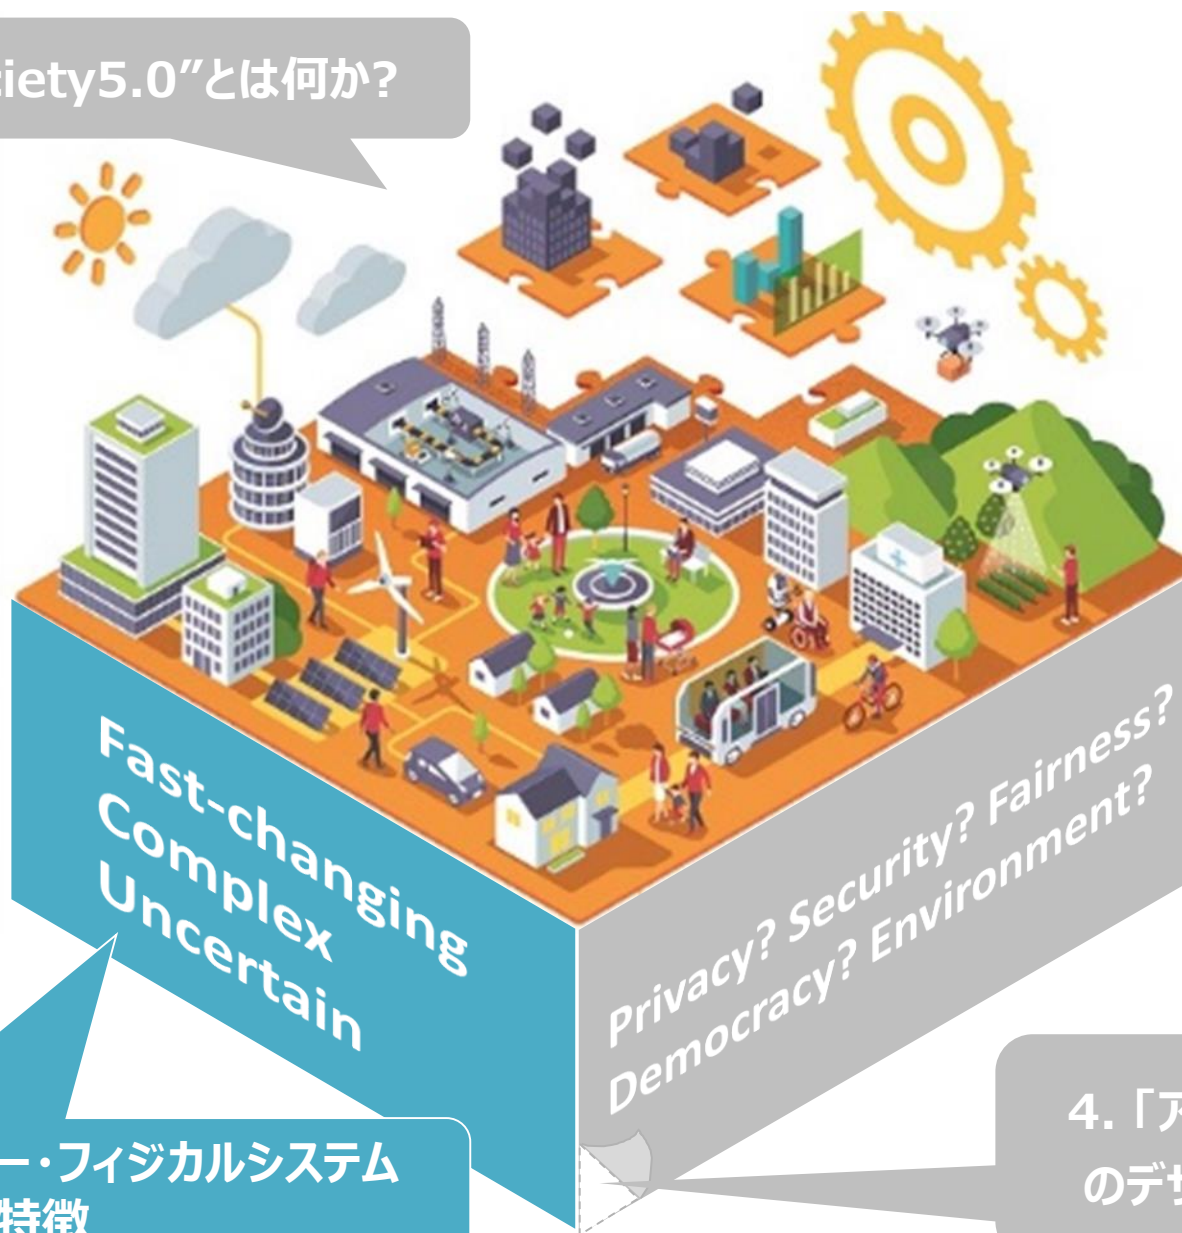 ciety5.0”とは何か?
Fast-changing
Complex
Uncertain
Privacy? Security? Fairness?
Democracy? Environment?
4. 「ア
のデザ
ー・フィジカルシステム
特徴